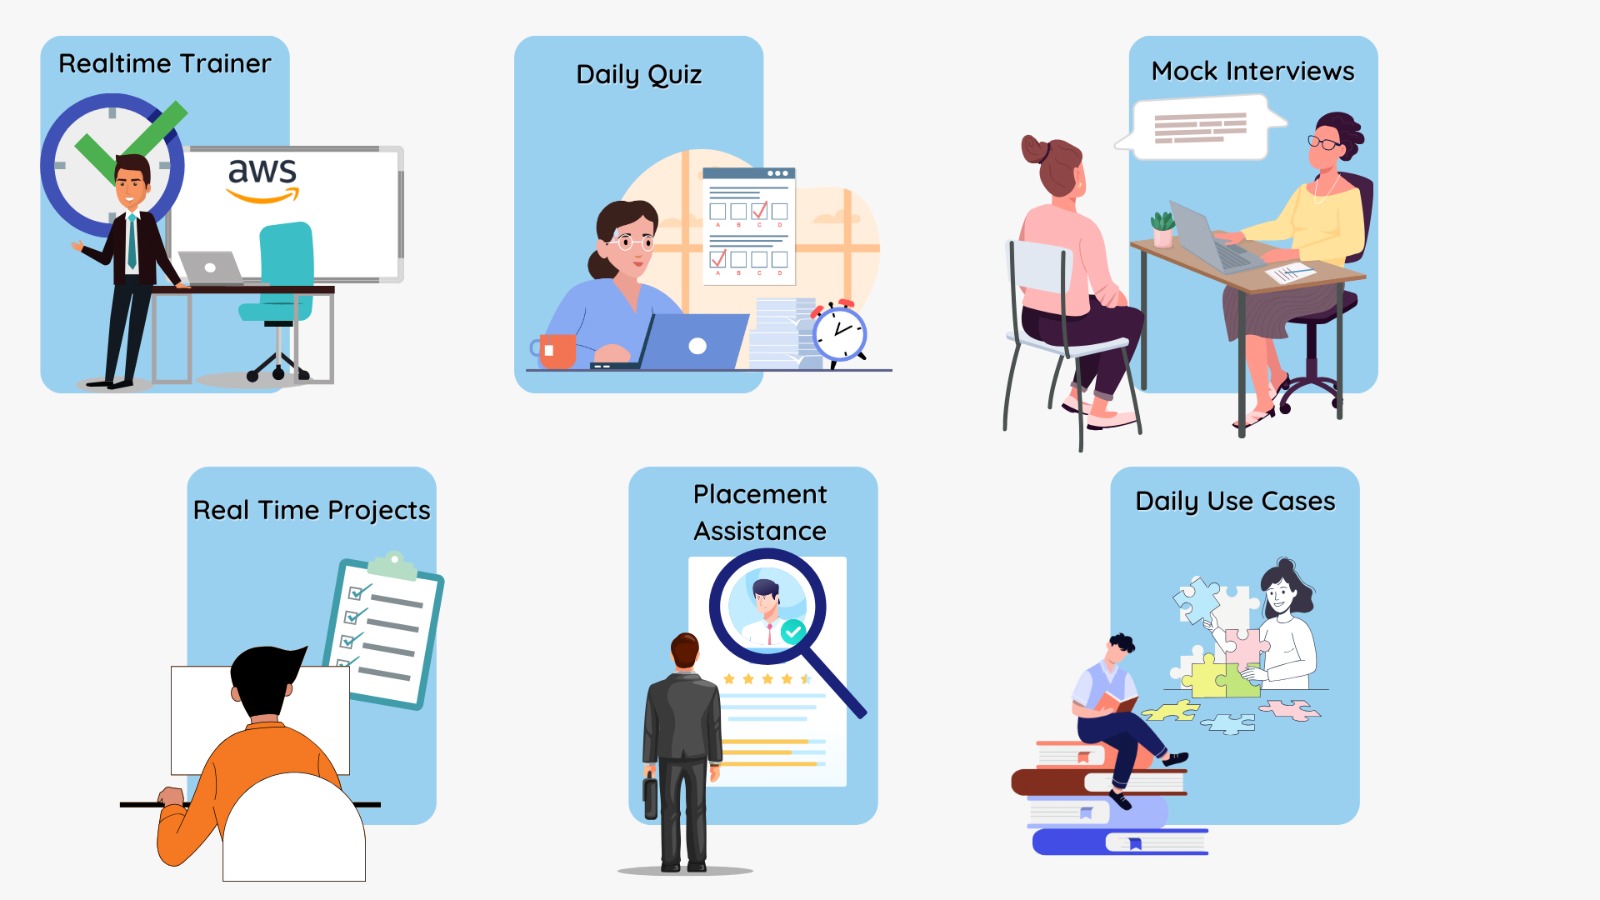 Realtime Trainer
aws
Daily Quiz
A B C D
A B C D
Mock Interviews
Real Time Projects
Placement
Assistance
Daily Use Cases